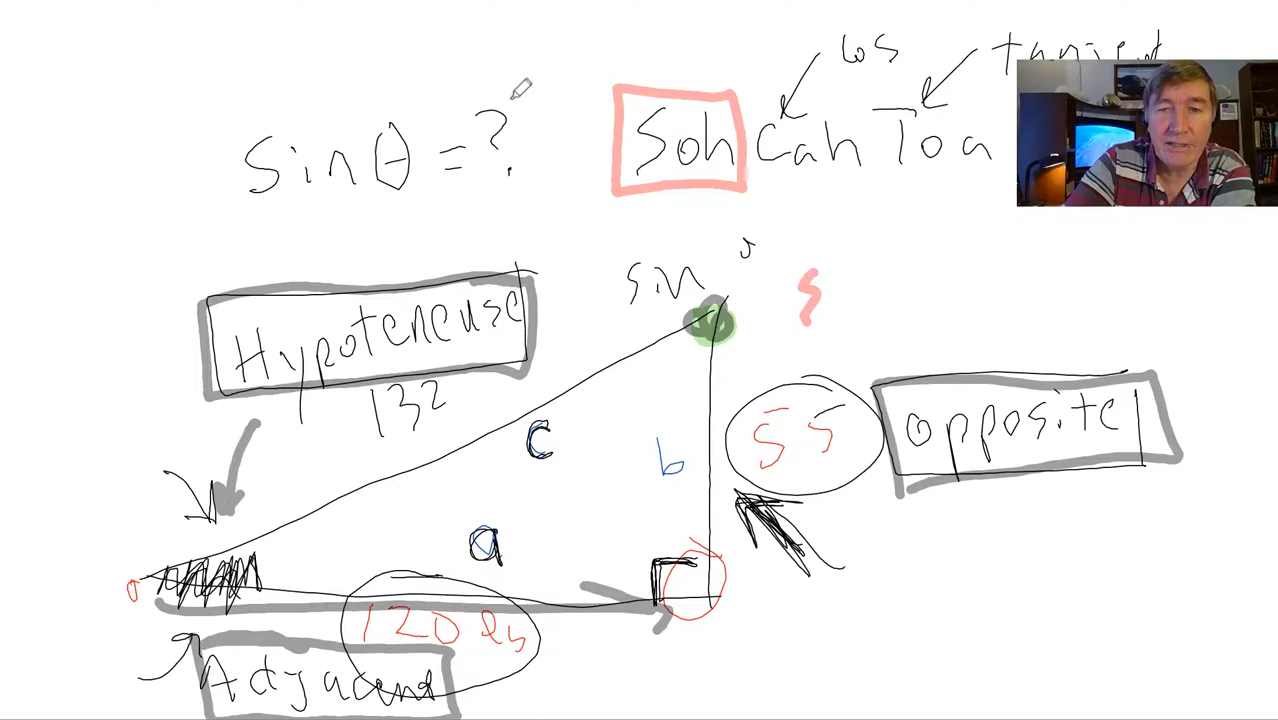 cos tangent
sin θ = ? Soh Cah Toa
sin
Hypotenuse
132
c
b
55 opposite
a
120 lbs
Adjacent